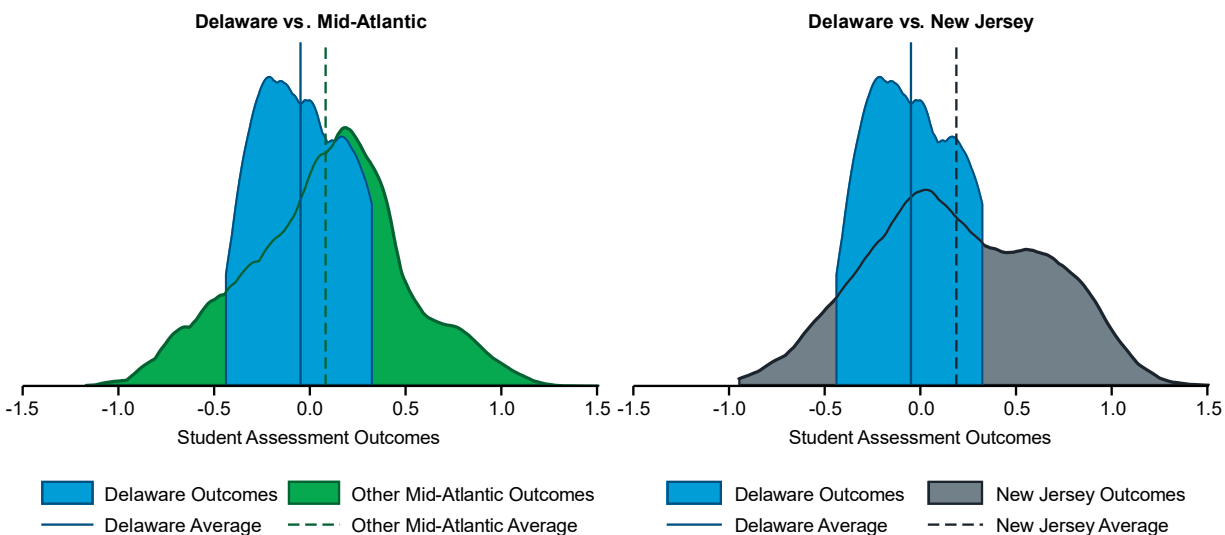 Delaware vs. Mid-Atlantic
-1.5 -1.0 -0.5 0.0 0.5 1.0 1.5
Student Assessment Outcomes
Delaware Outcomes Other Mid-Atlantic Outcomes
Delaware Average Other Mid-Atlantic Average
Delaware vs. New Jersey
-1.5 -1.0 -0.5 0.0 0.5 1.0 1.5
Student Assessment Outcomes
Delaware Outcomes New Jersey Outcomes
Delaware Average New Jersey Average